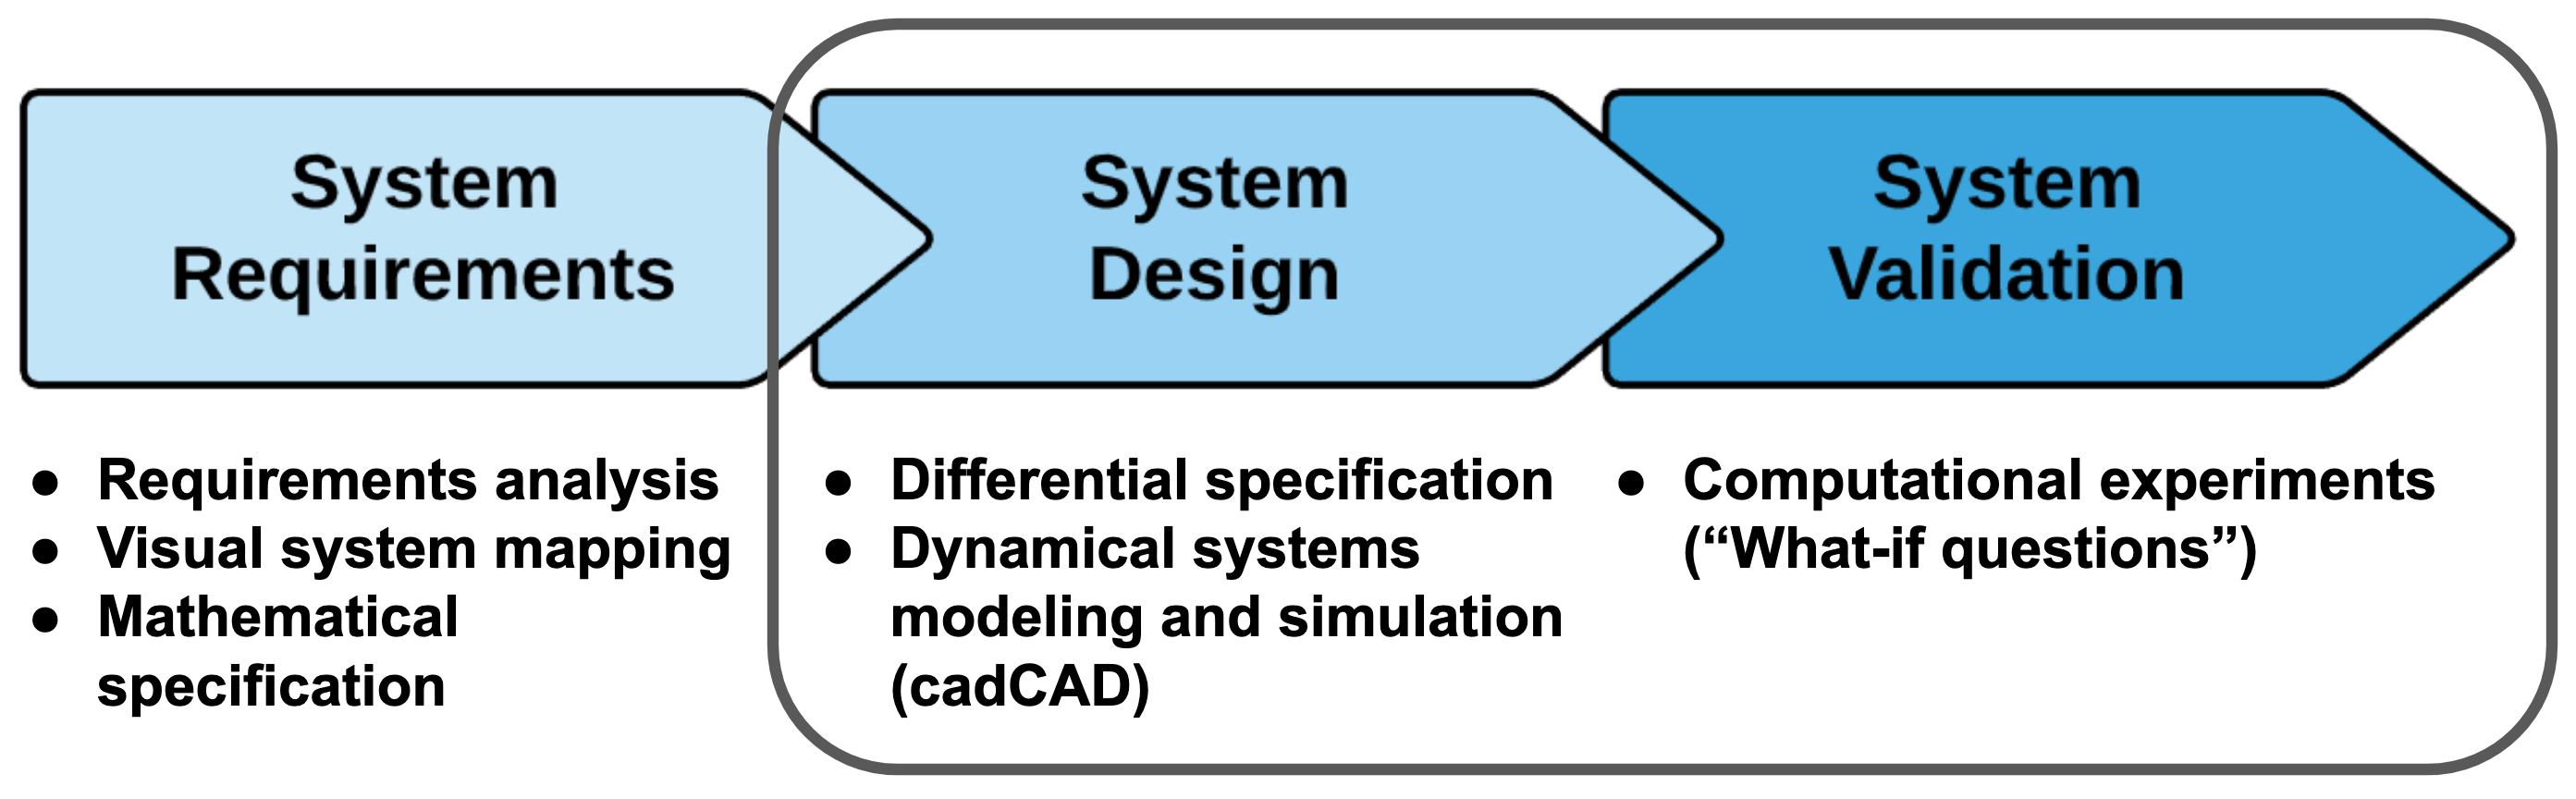 System
Requirements
System
Design
System
Validation
● Requirements analysis
● Visual system mapping
● Mathematical
specification
● Differential specification
● Dynamical systems
modeling and simulation
(cadCAD)
● Computational experiments
(“What-if questions”)